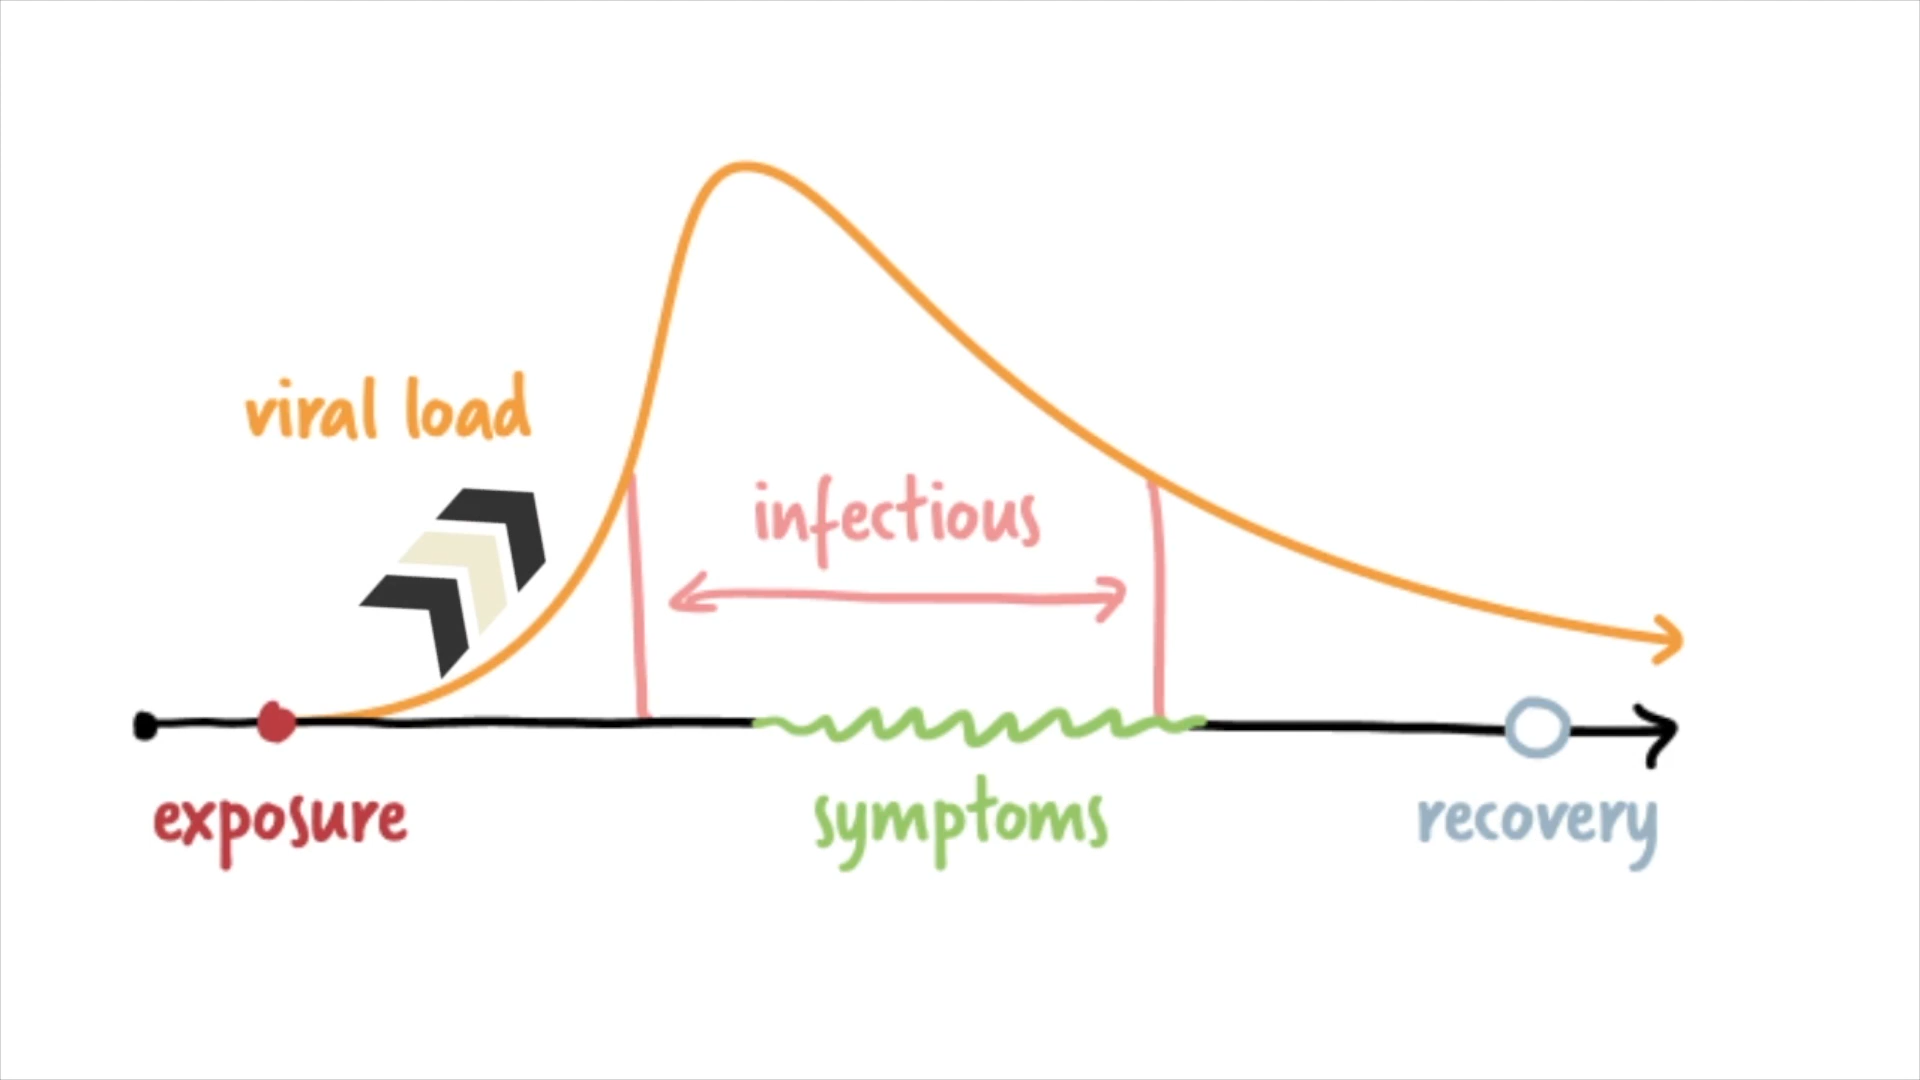 viral load
infectious
exposure
symptoms
recovery